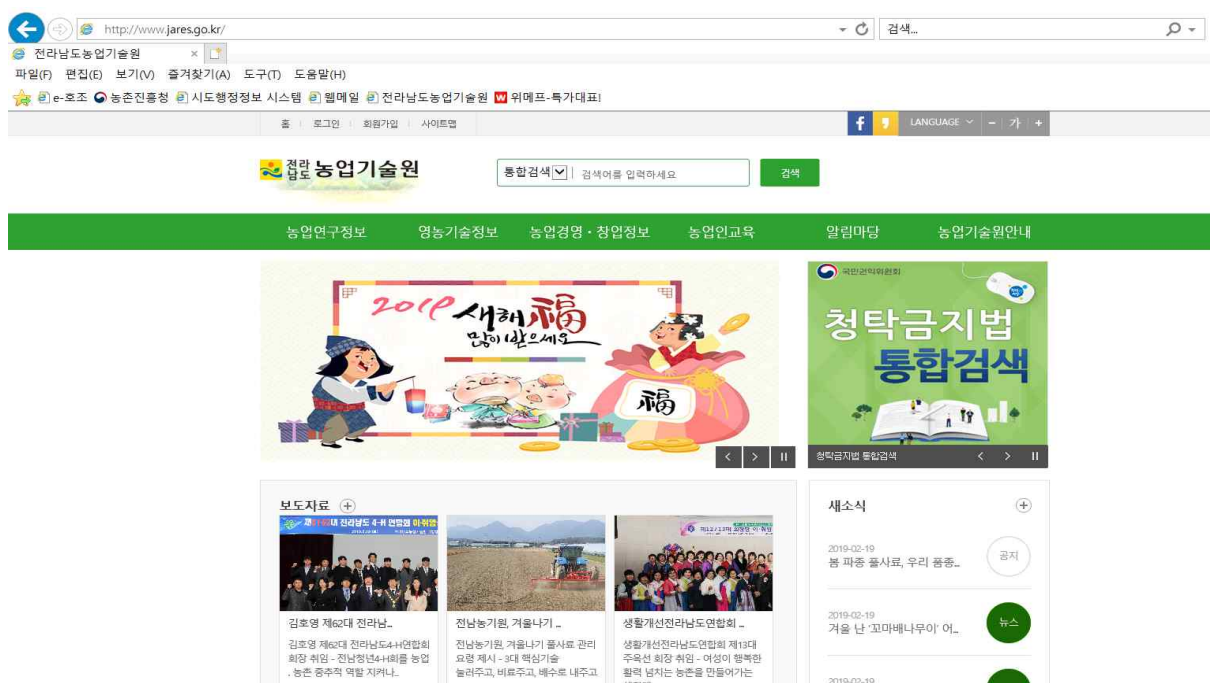 http://www.jares.go.kr/
검색...
전라남도농업기술원
파일(F) 편집(E) 보기(V) 즐겨찾기(A) 도구(T) 도움말(H)
e-호조 농촌진흥청 시도행정정보 시스템 웹메일 전라남도농업기술원 위메프-특가대표!
홈 로그인 회원가입 사이트맵
f LANGUAGE - 가 +
전라남도 농업기술원
통합검색 검색어를 입력하세요 검색
농업연구정보 영농기술정보 농업경영·창업정보 농업인교육 알림마당 농업기술원안내
2019 새해 福
많이 받으세요
福
국민권익위원회
청탁금지법
통합검색
청탁금지법 통합검색
보도자료
새소식
김호영 제62대 전라남...
김호영 제62대 전라남도4-H연합회
회장 취임 - 전남청년4-H회를 농업
, 농촌 중추적 역할 지켜나...
전남농기원, 겨울나기 ...
전남농기원, 겨울나기 풀사료 관리
요령 제시 - 3대 핵심기술
눌러주고, 비료주고, 배수로 내주고
생활개선전라남도연합회 ...
생활개선전라남도연합회 제13대
주옥선 회장 취임 - 여성이 행복한
활력 넘치는 농촌을 만들어가는
2019-02-19
봄 파종 풀사료, 우리 품종...
공지
2019-02-19
겨울 난 '꼬마배나무이' 어...
뉴스
2019-02-19